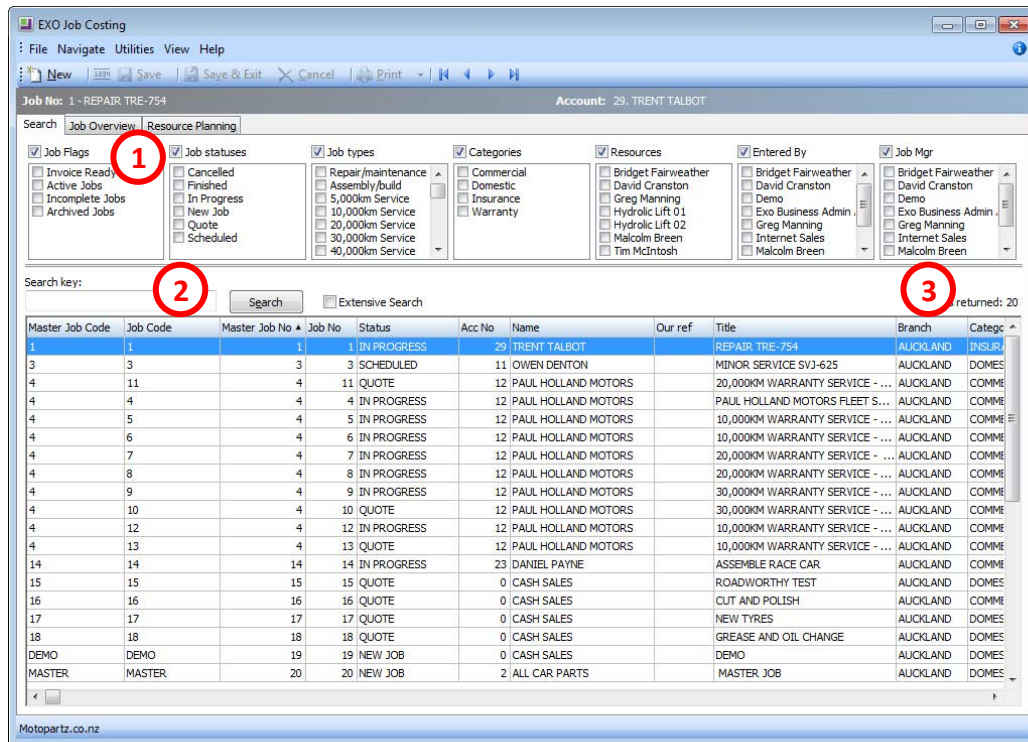 EXO Job Costing
File Navigate Utilities View Help
New Save Save & Exit Cancel Print
Job No: 1 - REPAIR TRE-754 Account: 29. TRENT TALBOT
Search Job Overview Resource Planning
1
Job Flags Job statuses Job types Categories Resources Entered By Job Mgr
Invoice Ready Cancelled Repair/maintenance Commercial Bridget Fairweather Bridget Fairweather Bridget Fairweather
Active Jobs Finished Assembly/build Domestic David Cranston David Cranston David Cranston
Incomplete Jobs In Progress 5,000km Service Insurance Greg Manning Demo Demo
Archived Jobs New Job 10,000km Service Warranty Hydrolic Lift 01 Exo Business Admin Exo Business Admin
Quote 20,000km Service Hydrolic Lift 02 Greg Manning Greg Manning
Scheduled 30,000km Service Malcolm Breen Internet Sales Internet Sales
40,000km Service Tim McIntosh Malcolm Breen Malcolm Breen
Search key:
2 3
Search Extensive Search returned: 20
Master Job Code Job Code Master Job No Job No Status Acc No Name Our ref Title Branch Catego
1 1 1 1 IN PROGRESS 29 TRENT TALBOT REPAIR TRE-754 AUCKLAND INSURA
3 3 3 3 SCHEDULED 11 OWEN DENTON MINOR SERVICE SVJ-625 AUCKLAND DOMES
4 11 4 11 QUOTE 12 PAUL HOLLAND MOTORS 20,000KM WARRANTY SERVICE - ... AUCKLAND COMME
4 4 4 4 IN PROGRESS 12 PAUL HOLLAND MOTORS PAUL HOLLAND MOTORS FLEET S... AUCKLAND COMME
4 5 4 5 IN PROGRESS 12 PAUL HOLLAND MOTORS 10,000KM WARRANTY SERVICE - ... AUCKLAND COMME
4 6 4 6 IN PROGRESS 12 PAUL HOLLAND MOTORS 10,000KM WARRANTY SERVICE - ... AUCKLAND COMME
4 7 4 7 IN PROGRESS 12 PAUL HOLLAND MOTORS 20,000KM WARRANTY SERVICE - ... AUCKLAND COMME
4 8 4 8 IN PROGRESS 12 PAUL HOLLAND MOTORS 20,000KM WARRANTY SERVICE - ... AUCKLAND COMME
4 9 4 9 IN PROGRESS 12 PAUL HOLLAND MOTORS 30,000KM WARRANTY SERVICE - ... AUCKLAND COMME
4 10 4 10 QUOTE 12 PAUL HOLLAND MOTORS 30,000KM WARRANTY SERVICE - ... AUCKLAND COMME
4 12 4 12 IN PROGRESS 12 PAUL HOLLAND MOTORS 10,000KM WARRANTY SERVICE - ... AUCKLAND COMME
4 13 4 13 QUOTE 12 PAUL HOLLAND MOTORS 10,000KM WARRANTY SERVICE - ... AUCKLAND COMME
14 14 14 14 IN PROGRESS 23 DANIEL PAYNE ASSEMBLE RACE CAR AUCKLAND COMME
15 15 15 15 QUOTE 0 CASH SALES ROADWORTHY TEST AUCKLAND DOMES
16 16 16 16 QUOTE 0 CASH SALES CUT AND POLISH AUCKLAND COMME
17 17 17 17 QUOTE 0 CASH SALES NEW TYRES AUCKLAND DOMES
18 18 18 18 QUOTE 0 CASH SALES GREASE AND OIL CHANGE AUCKLAND DOMES
DEMO DEMO 19 19 NEW JOB 0 CASH SALES DEMO AUCKLAND DOMES
MASTER MASTER 20 20 NEW JOB 2 ALL CAR PARTS MASTER JOB AUCKLAND DOMES
Motopartz.co.nz